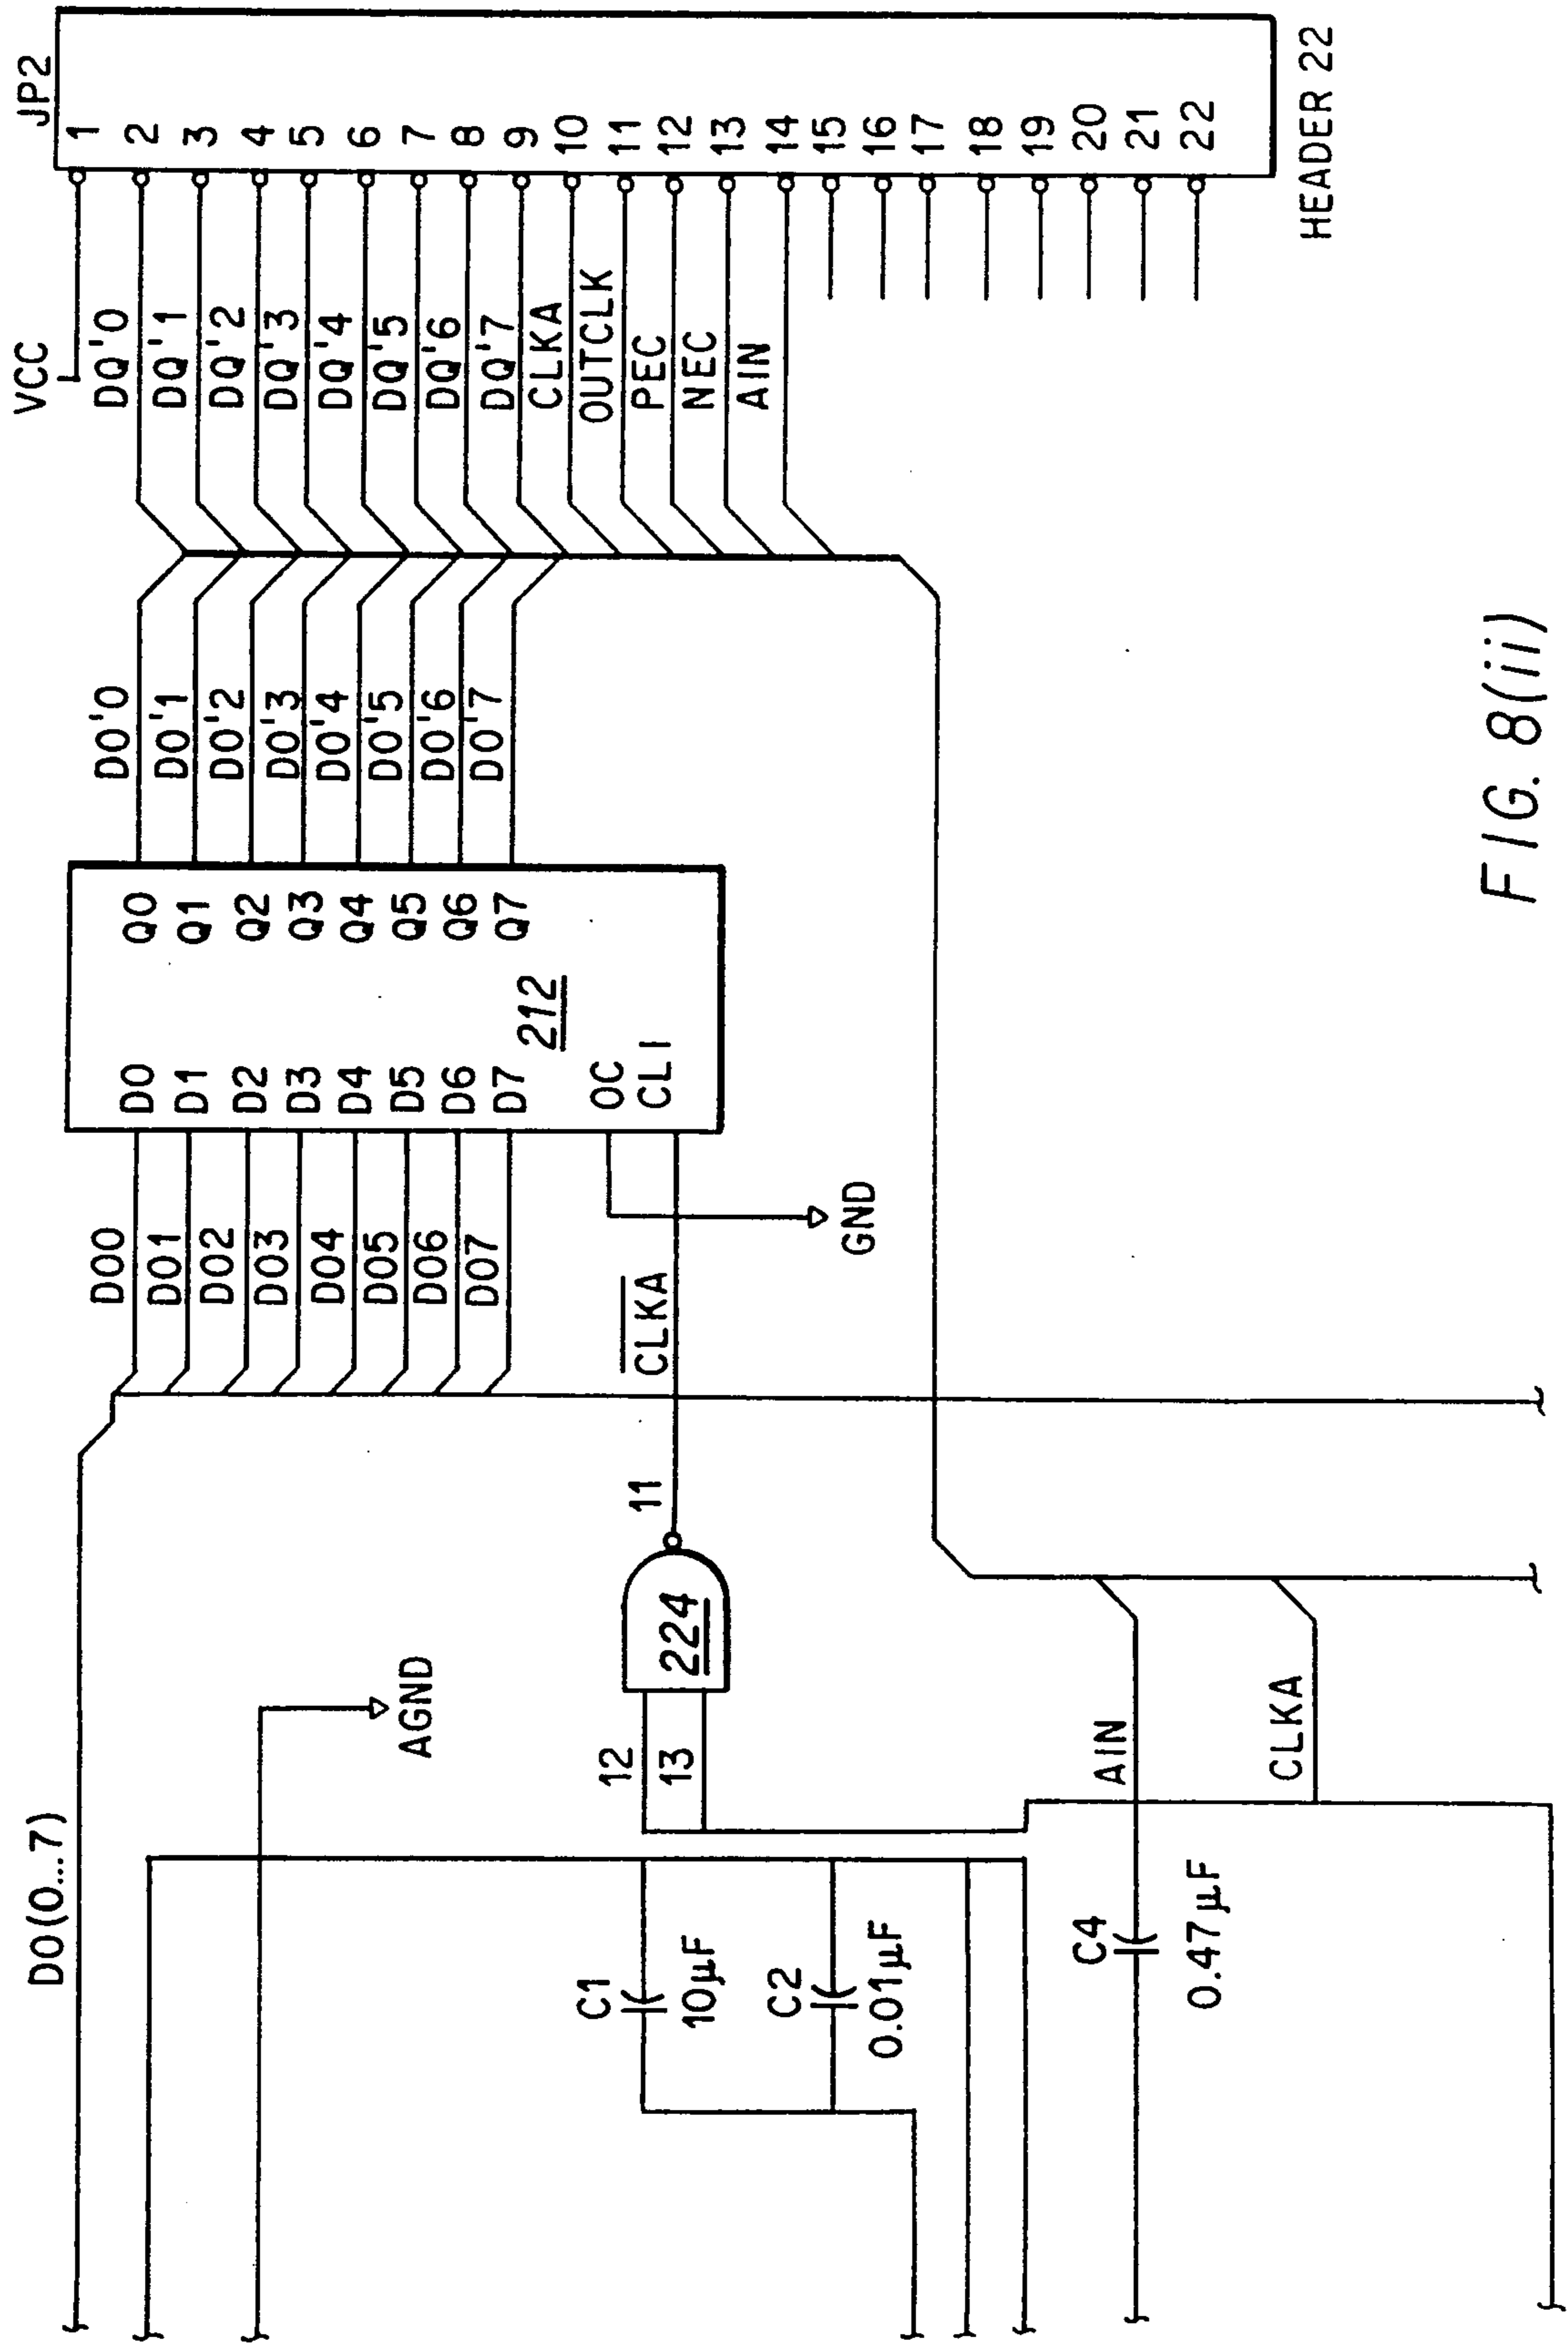 JP2
VCC
1
DQ'0
2
DQ'1
3
DQ'2
4
DQ'3
5
DQ'4
6
DQ'5
7
DQ'6
8
DQ'7
9
CLKA
10
OUTCLK
11
PEC
12
NEC
13
AIN
14
15
16
17
18
19
20
21
22
HEADER 22
DO'0
DO'1
DO'2
DO'3
DO'4
DO'5
DO'6
DO'7
D0 Q0
D1 Q1
D2 Q2
D3 Q3
D4 Q4
D5 Q5
D6 Q6
D7 Q7
212
OC
CLI
DO0
DO1
DO2
DO3
DO4
DO5
DO6
DO7
CLKA
GND
11
224
12
13
DO(0...7)
AGND
C1
10µF
C2
0.01µF
C4
0.47µF
AIN
CLKA
FIG. 8(ii)